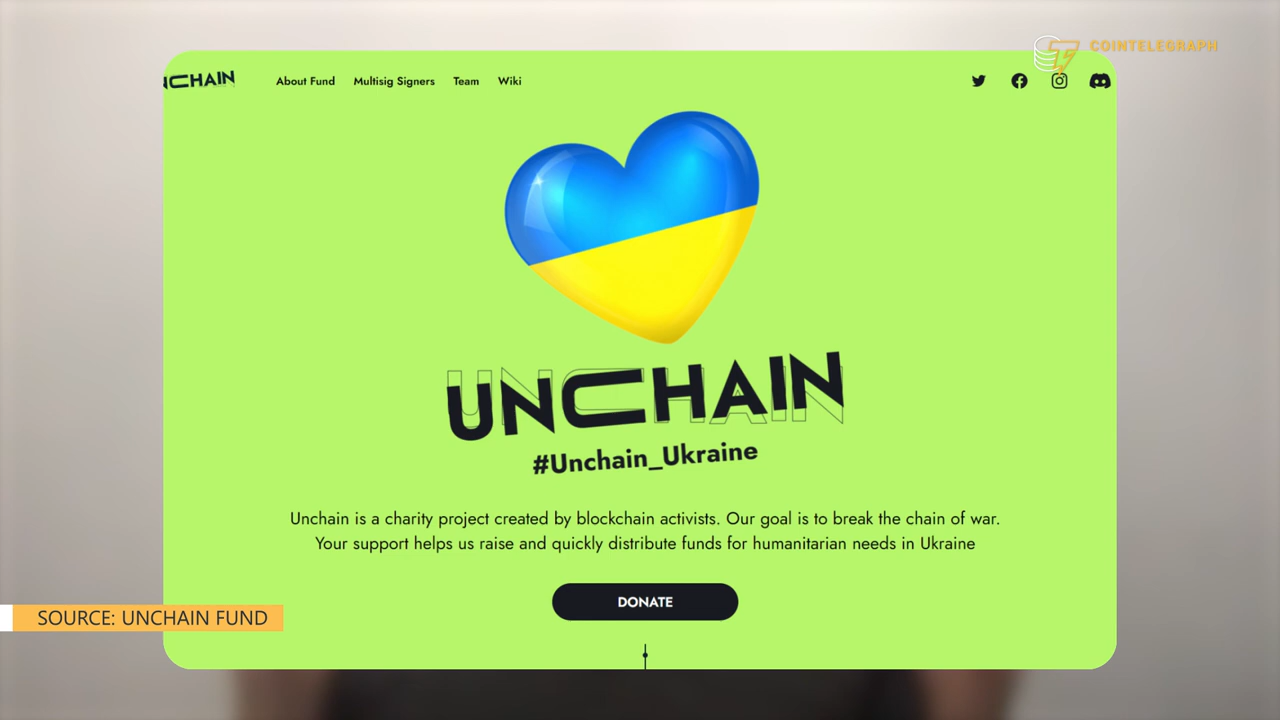 COINTELEGRAPH
NCHAIN
About Fund Multisig Signers Team Wiki
UNCHAIN
#Unchain_Ukraine
Unchain is a charity project created by blockchain activists. Our goal is to break the chain of war.
Your support helps us raise and quickly distribute funds for humanitarian needs in Ukraine
DONATE
SOURCE: UNCHAIN FUND